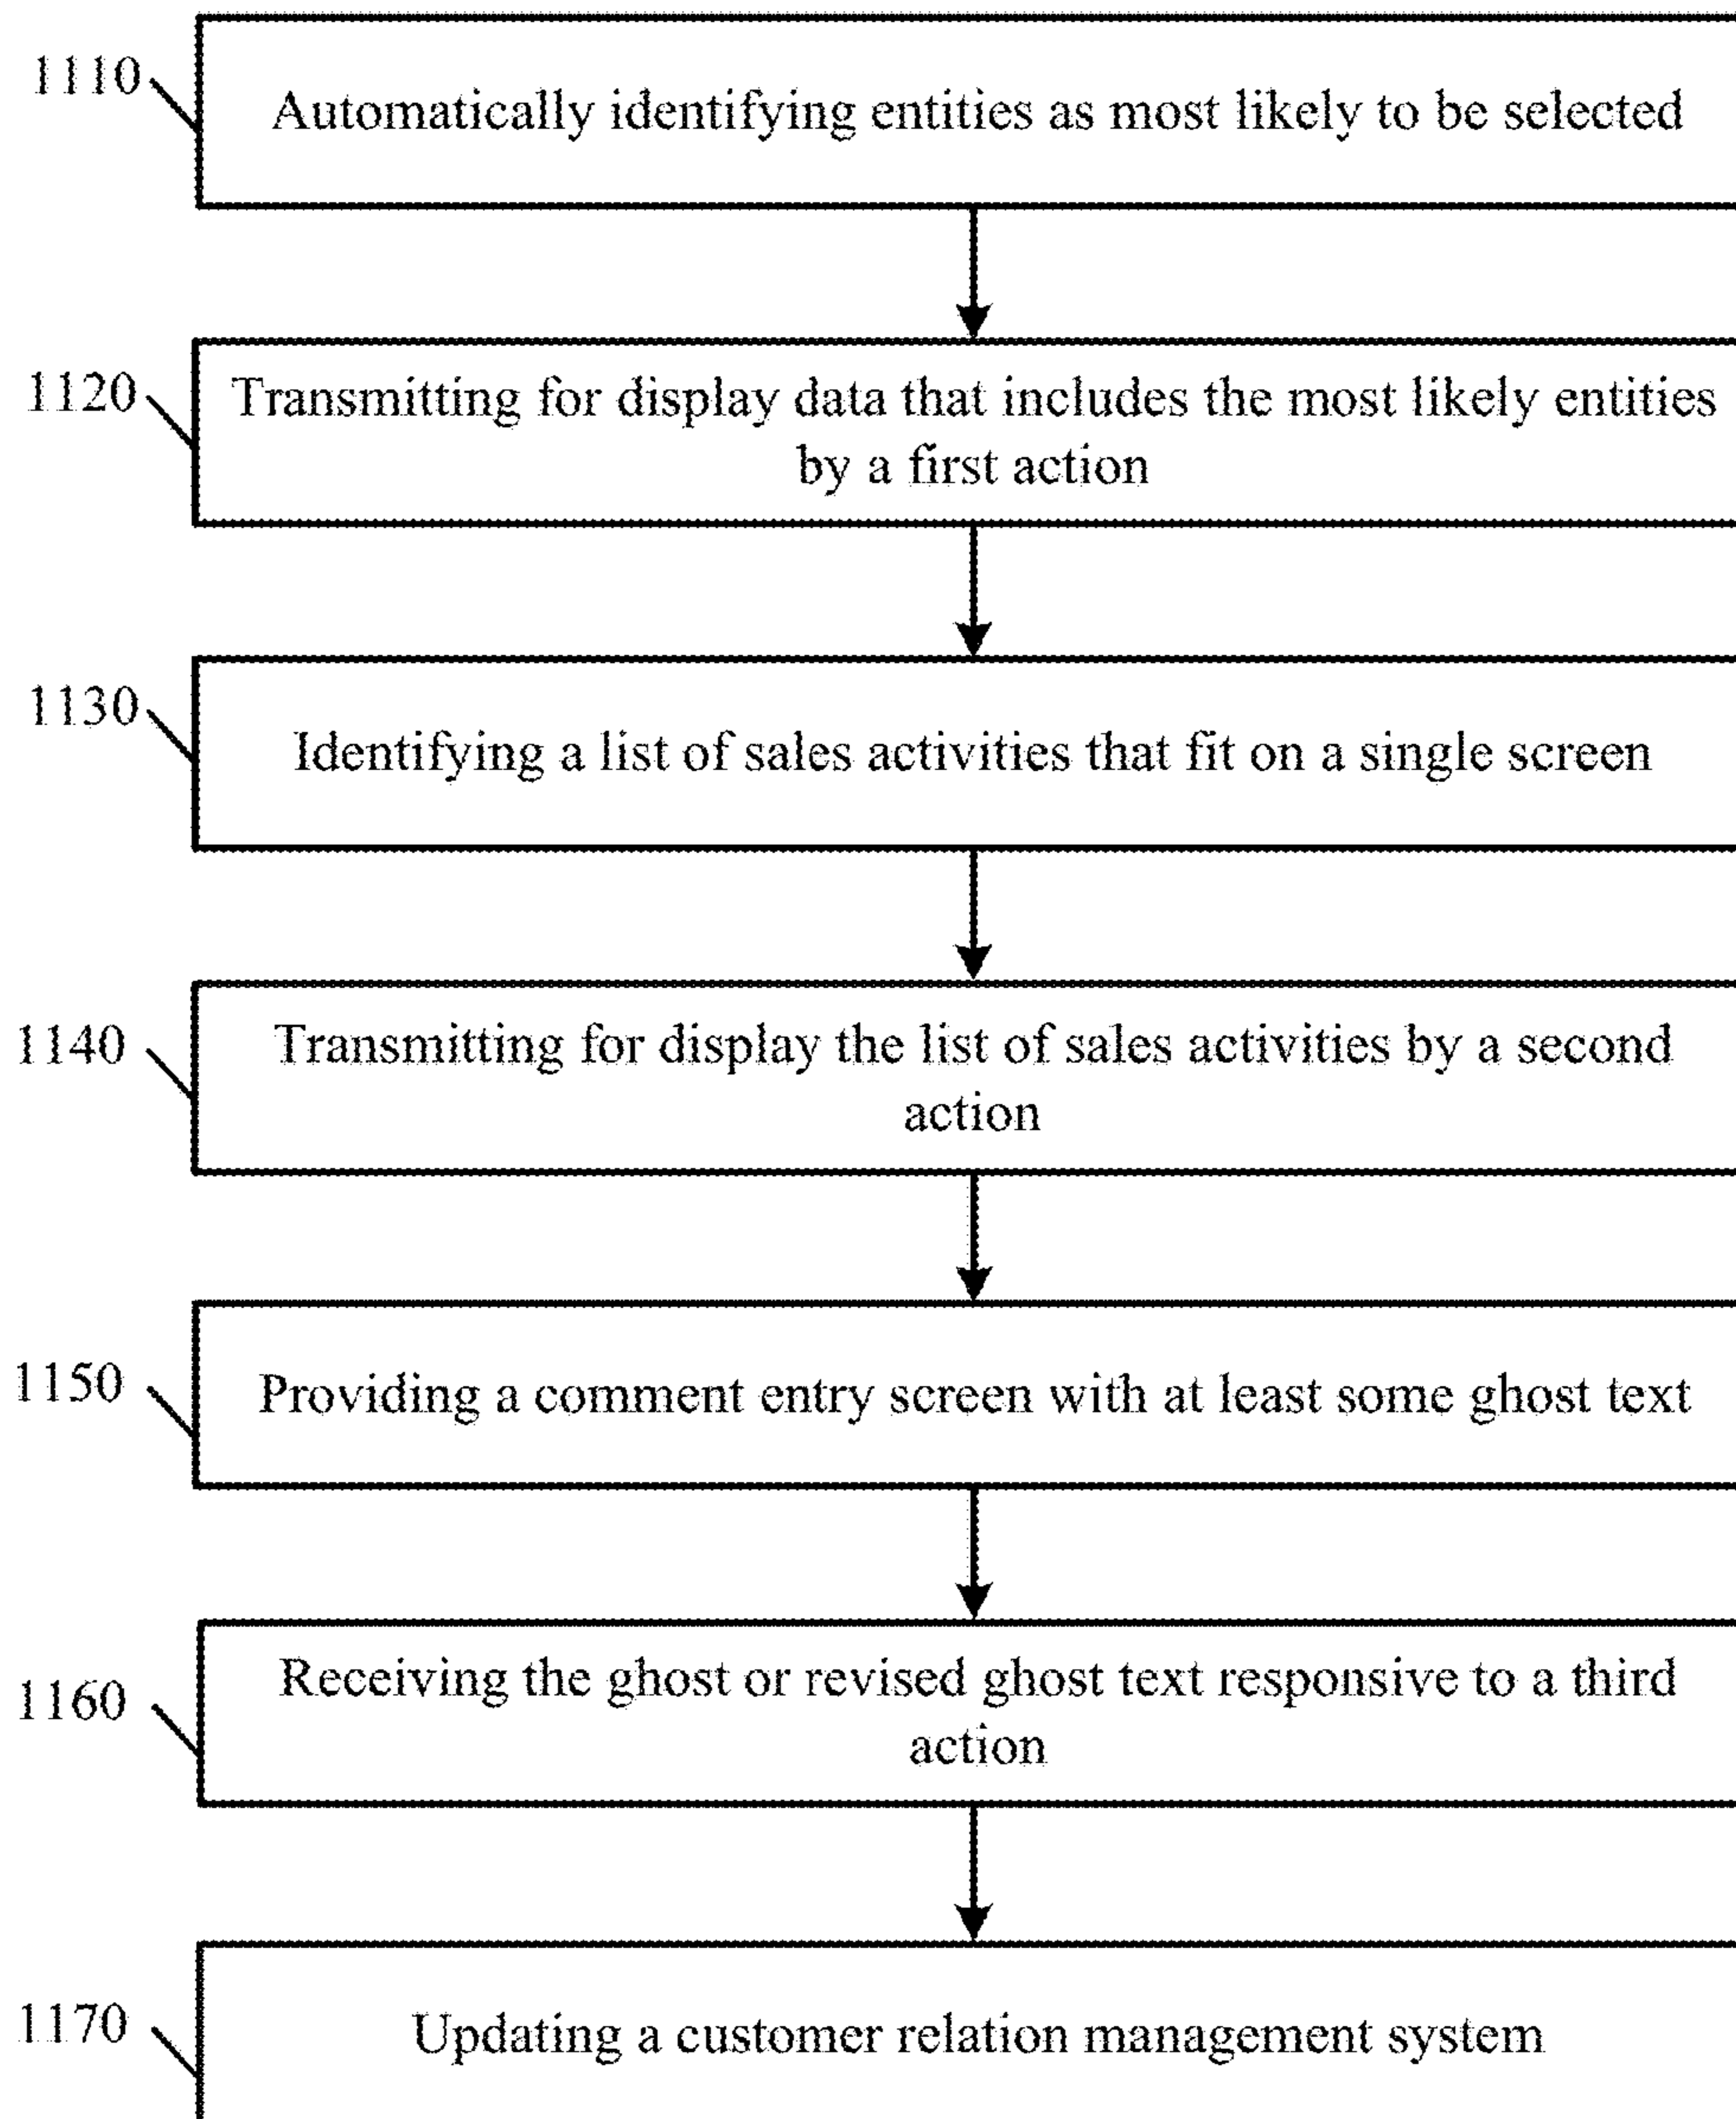 1110
Automatically identifying entities as most likely to be selected
1120
Transmitting for display data that includes the most likely entities
by a first action
1130
Identifying a list of sales activities that fit on a single screen
1140
Transmitting for display the list of sales activities by a second
action
1150
Providing a comment entry screen with at least some ghost text
1160
Receiving the ghost or revised ghost text responsive to a third
action
1170
Updating a customer relation management system